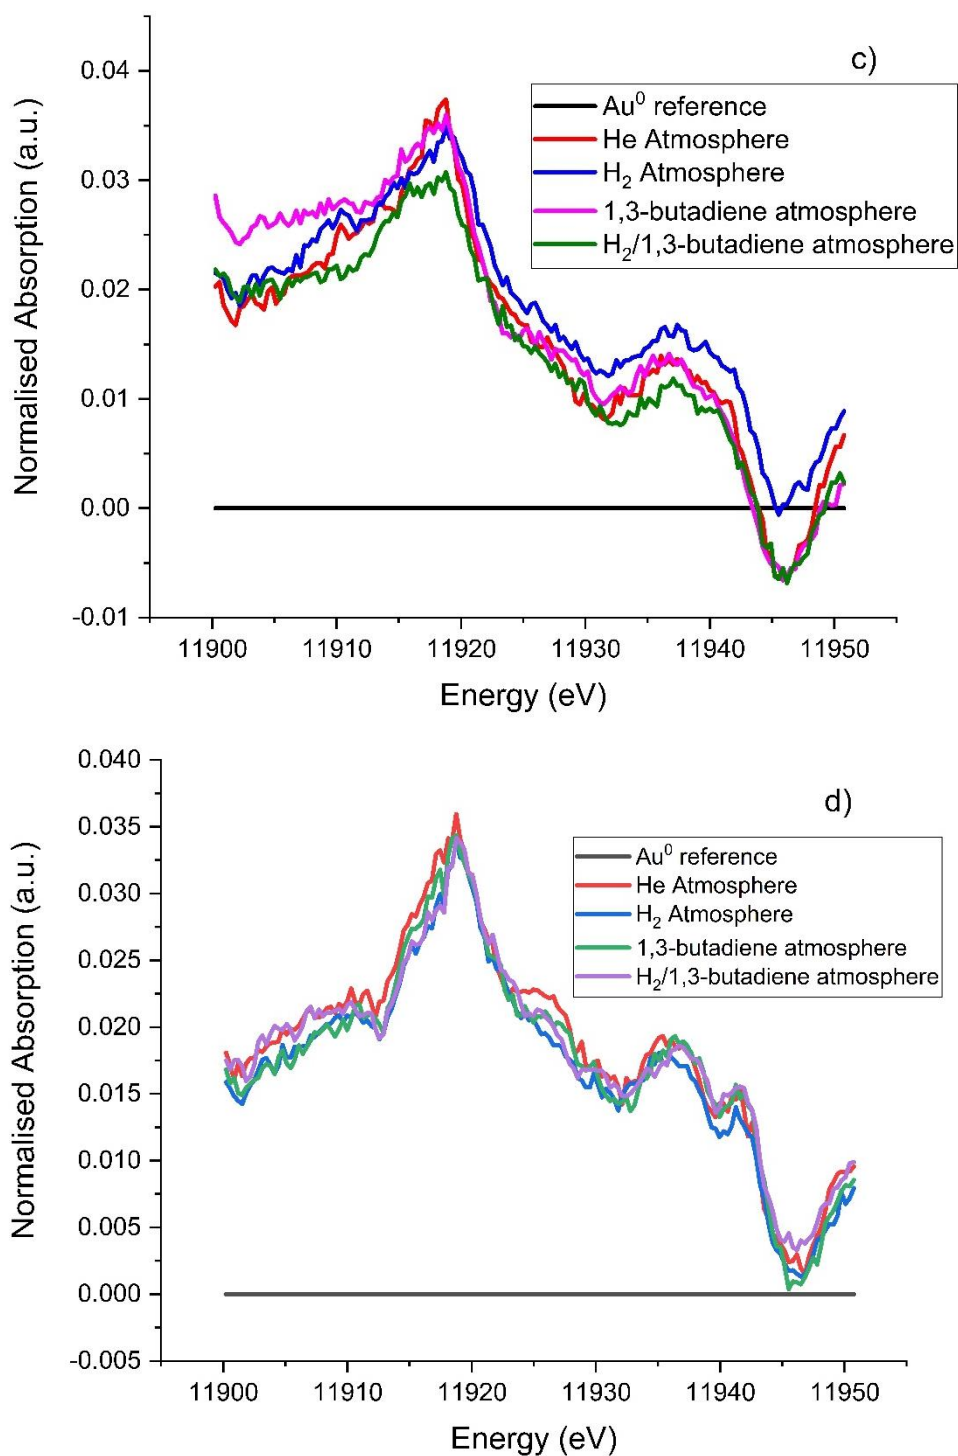 c)
0.04
0.03
0.02
0.01
0.00
-0.01
Normalised Absorption (a.u.)
Au⁰ reference
He Atmosphere
H₂ Atmosphere
1,3-butadiene atmosphere
H₂/1,3-butadiene atmosphere
11900 11910 11920 11930 11940 11950
Energy (eV)
d)
0.040
0.035
0.030
0.025
0.020
0.015
0.010
0.005
0.000
-0.005
Normalised Absorption (a.u.)
Au⁰ reference
He Atmosphere
H₂ Atmosphere
1,3-butadiene atmosphere
H₂/1,3-butadiene atmosphere
11900 11910 11920 11930 11940 11950
Energy (eV)